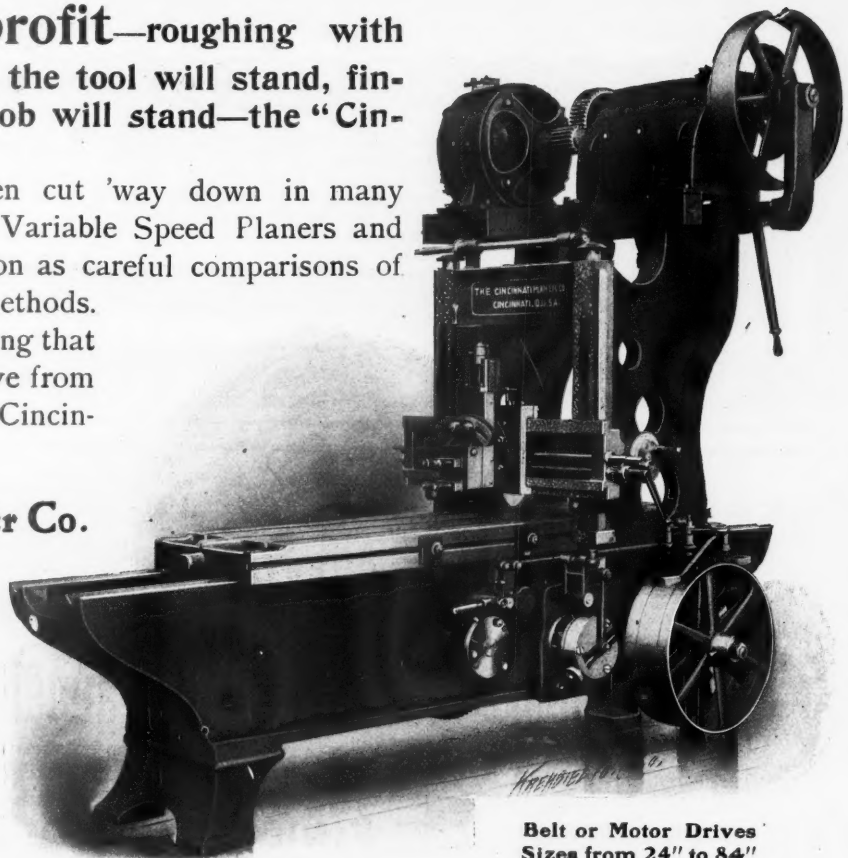 profit—roughing with
the tool will stand, fin-
ob will stand—the “Cin-
en cut 'way down in many
Variable Speed Planers and
on as careful comparisons of
ethods.
ng that
ve from
Cincin-
r Co.
THE CINCINNATI PLANER CO.
CINCINNATI, O. U.S.A.
Belt or Motor Drives
Sizes from 24" to 84"